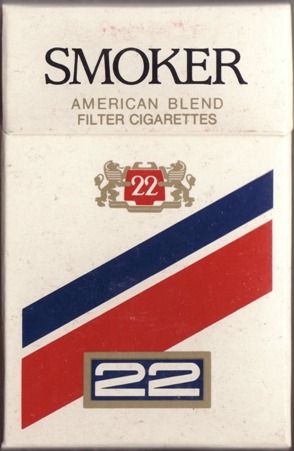 SMOKER
AMERICAN BLEND
FILTER CIGARETTES
22
22